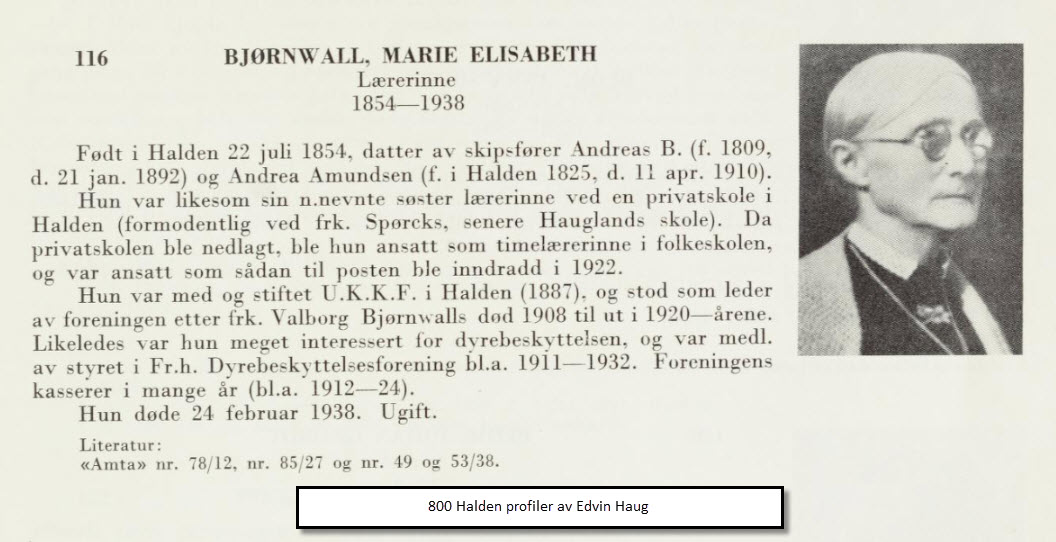 116 BJØRNWALL, MARIE ELISABETH
Lærerinne
1854—1938
Født i Halden 22 juli 1854, datter av skipsfører Andreas B. (f. 1809,
d. 21 jan. 1892) og Andrea Amundsen (f. i Halden 1825, d. 11 apr. 1910).
Hun var likesom sin n.nevnte søster lærerinne ved en privatskole i
Halden (formodentlig ved frk. Spørcks, senere Hauglands skole). Da
privatskolen ble nedlagt, ble hun ansatt som timelærerinne i folkeskolen,
og var ansatt som sådan til posten ble inndradd i 1922.
Hun var med og stiftet U.K.K.F. i Halden (1887), og stod som leder
av foreningen etter frk. Valborg Bjørnwalls død 1908 til ut i 1920—årene.
Likeledes var hun meget interessert for dyrebeskyttelsen, og var medl.
av styret i Fr.h. Dyrebeskyttelsesforening bl.a. 1911—1932. Foreningens
kasserer i mange år (bl.a. 1912—24).
Hun døde 24 februar 1938. Ugift.
Literatur:
«Amta» nr. 78/12, nr. 85/27 og nr. 49 og 53/38.
800 Halden profiler av Edvin Haug